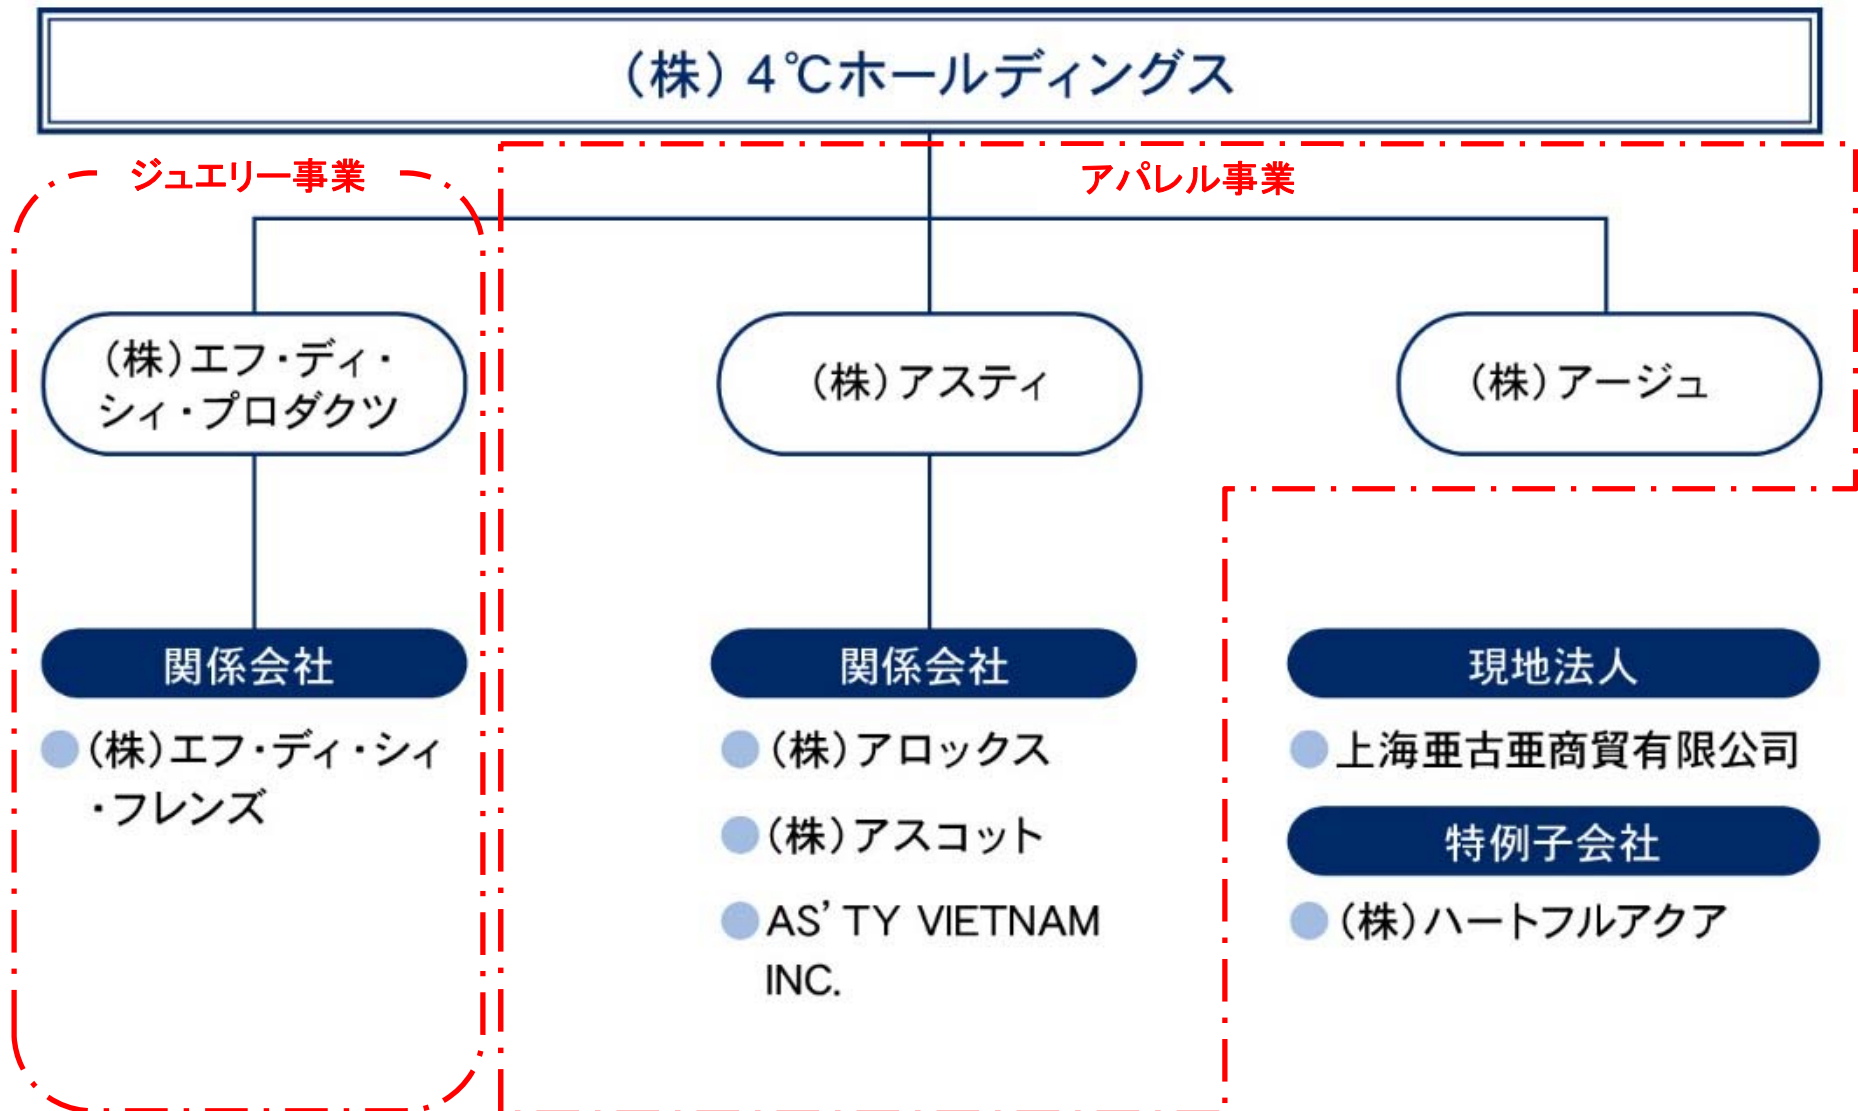 (株) 4℃ホールディングス
ジュエリー事業
アパレル事業
(株)エフ・ディ・
シィ・プロダクツ
(株)アスティ
(株)アージュ
関係会社
(株)エフ・ディ・シィ
・フレンズ
関係会社
(株)アロックス
(株)アスコット
AS’TY VIETNAM
INC.
現地法人
上海亜古亜商貿有限公司
特例子会社
(株)ハートフルアクア